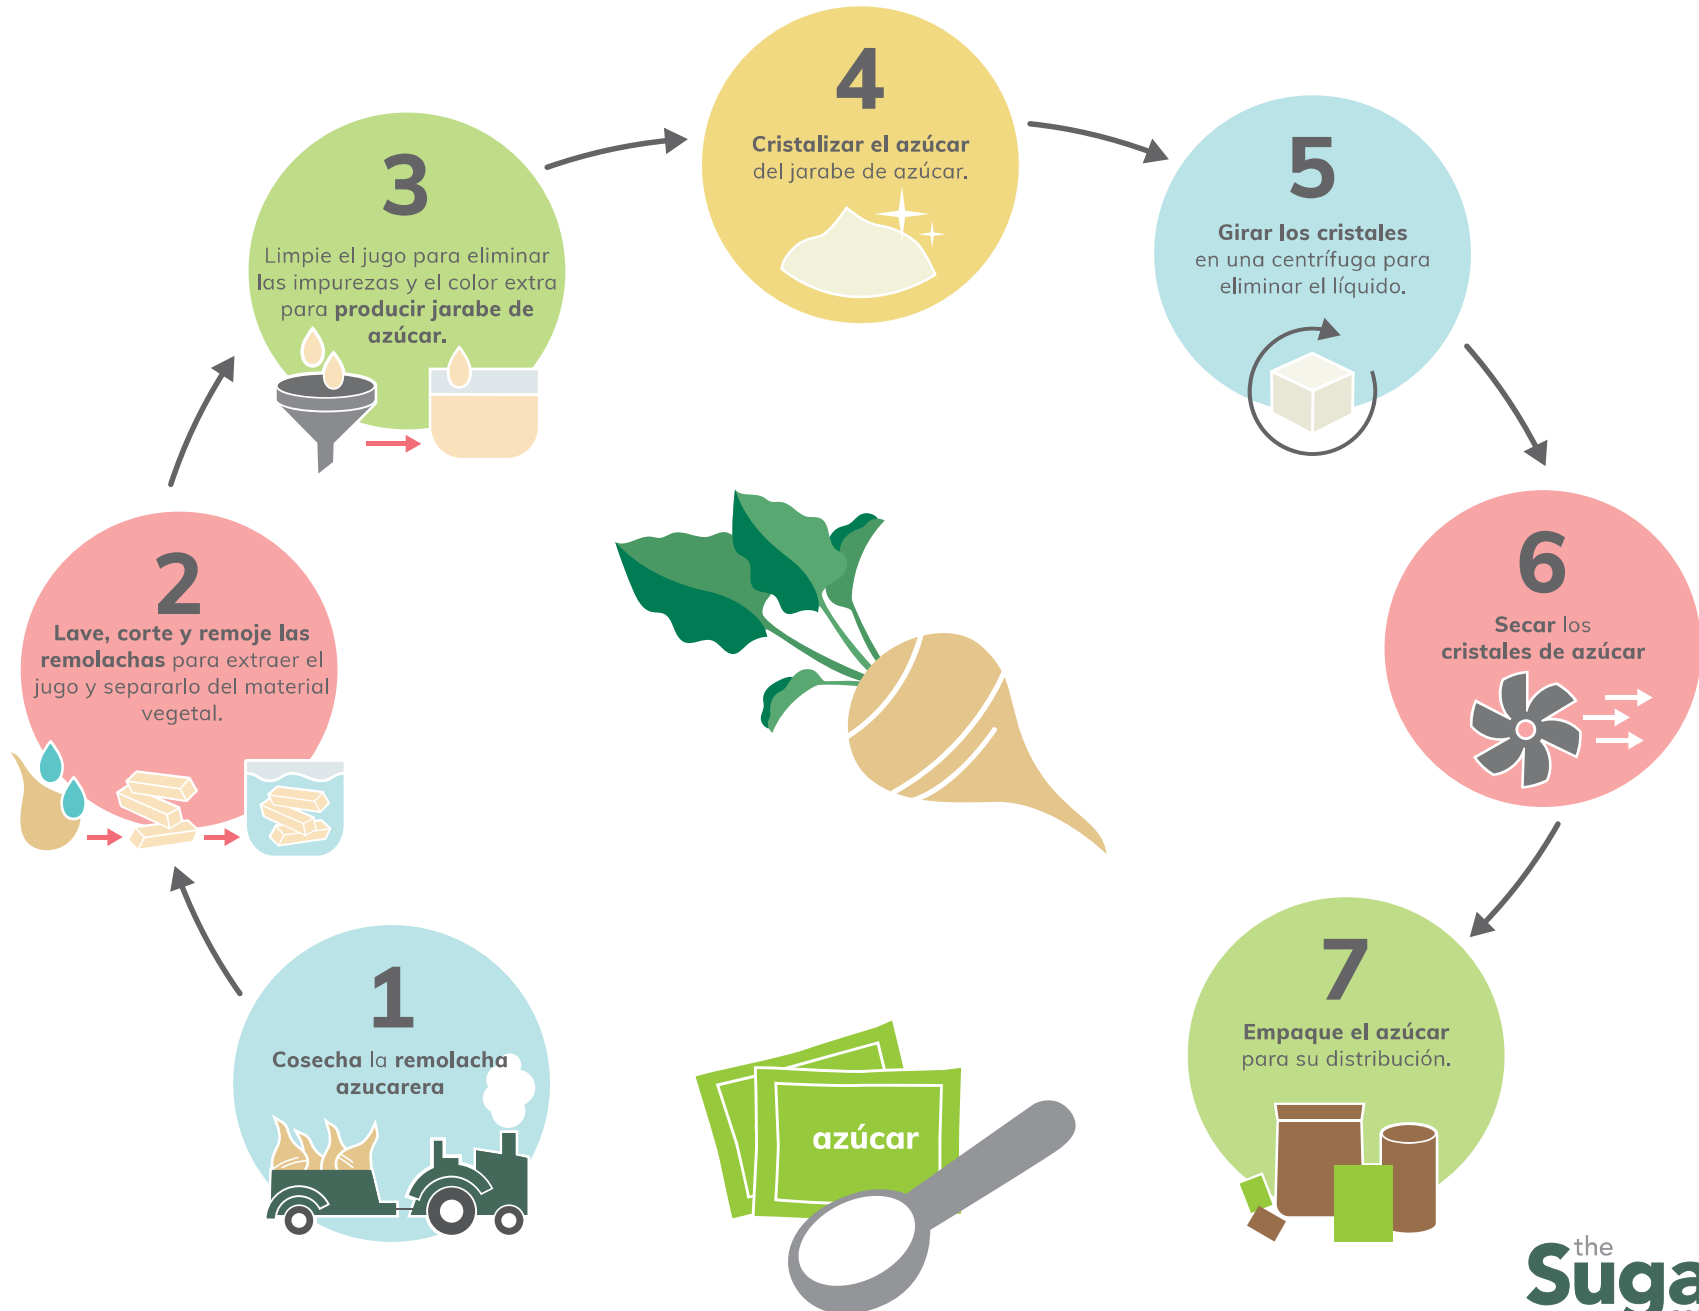 1
Cosecha la remolacha
azucarera
2
Lave, corte y remoje las
remolachas para extraer el
jugo y separarlo del material
vegetal.
3
Limpie el jugo para eliminar
las impurezas y el color extra
para producir jarabe de
azúcar.
4
Cristalizar el azúcar
del jarabe de azúcar.
5
Girar los cristales
en una centrífuga para
eliminar el líquido.
6
Secar los
cristales de azúcar
7
Empaque el azúcar
para su distribución.
azúcar
the
Suga